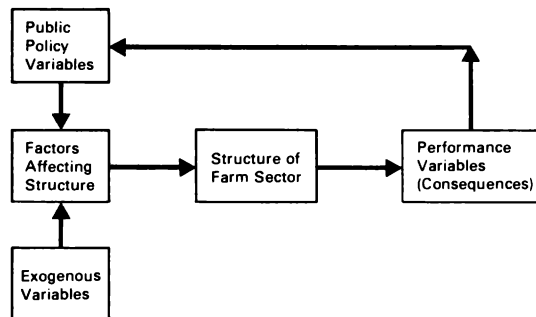 Public
Policy
Variables
Factors
Affecting
Structure
Structure of
Farm Sector
Performance
Variables
(Consequences)
Exogenous
Variables